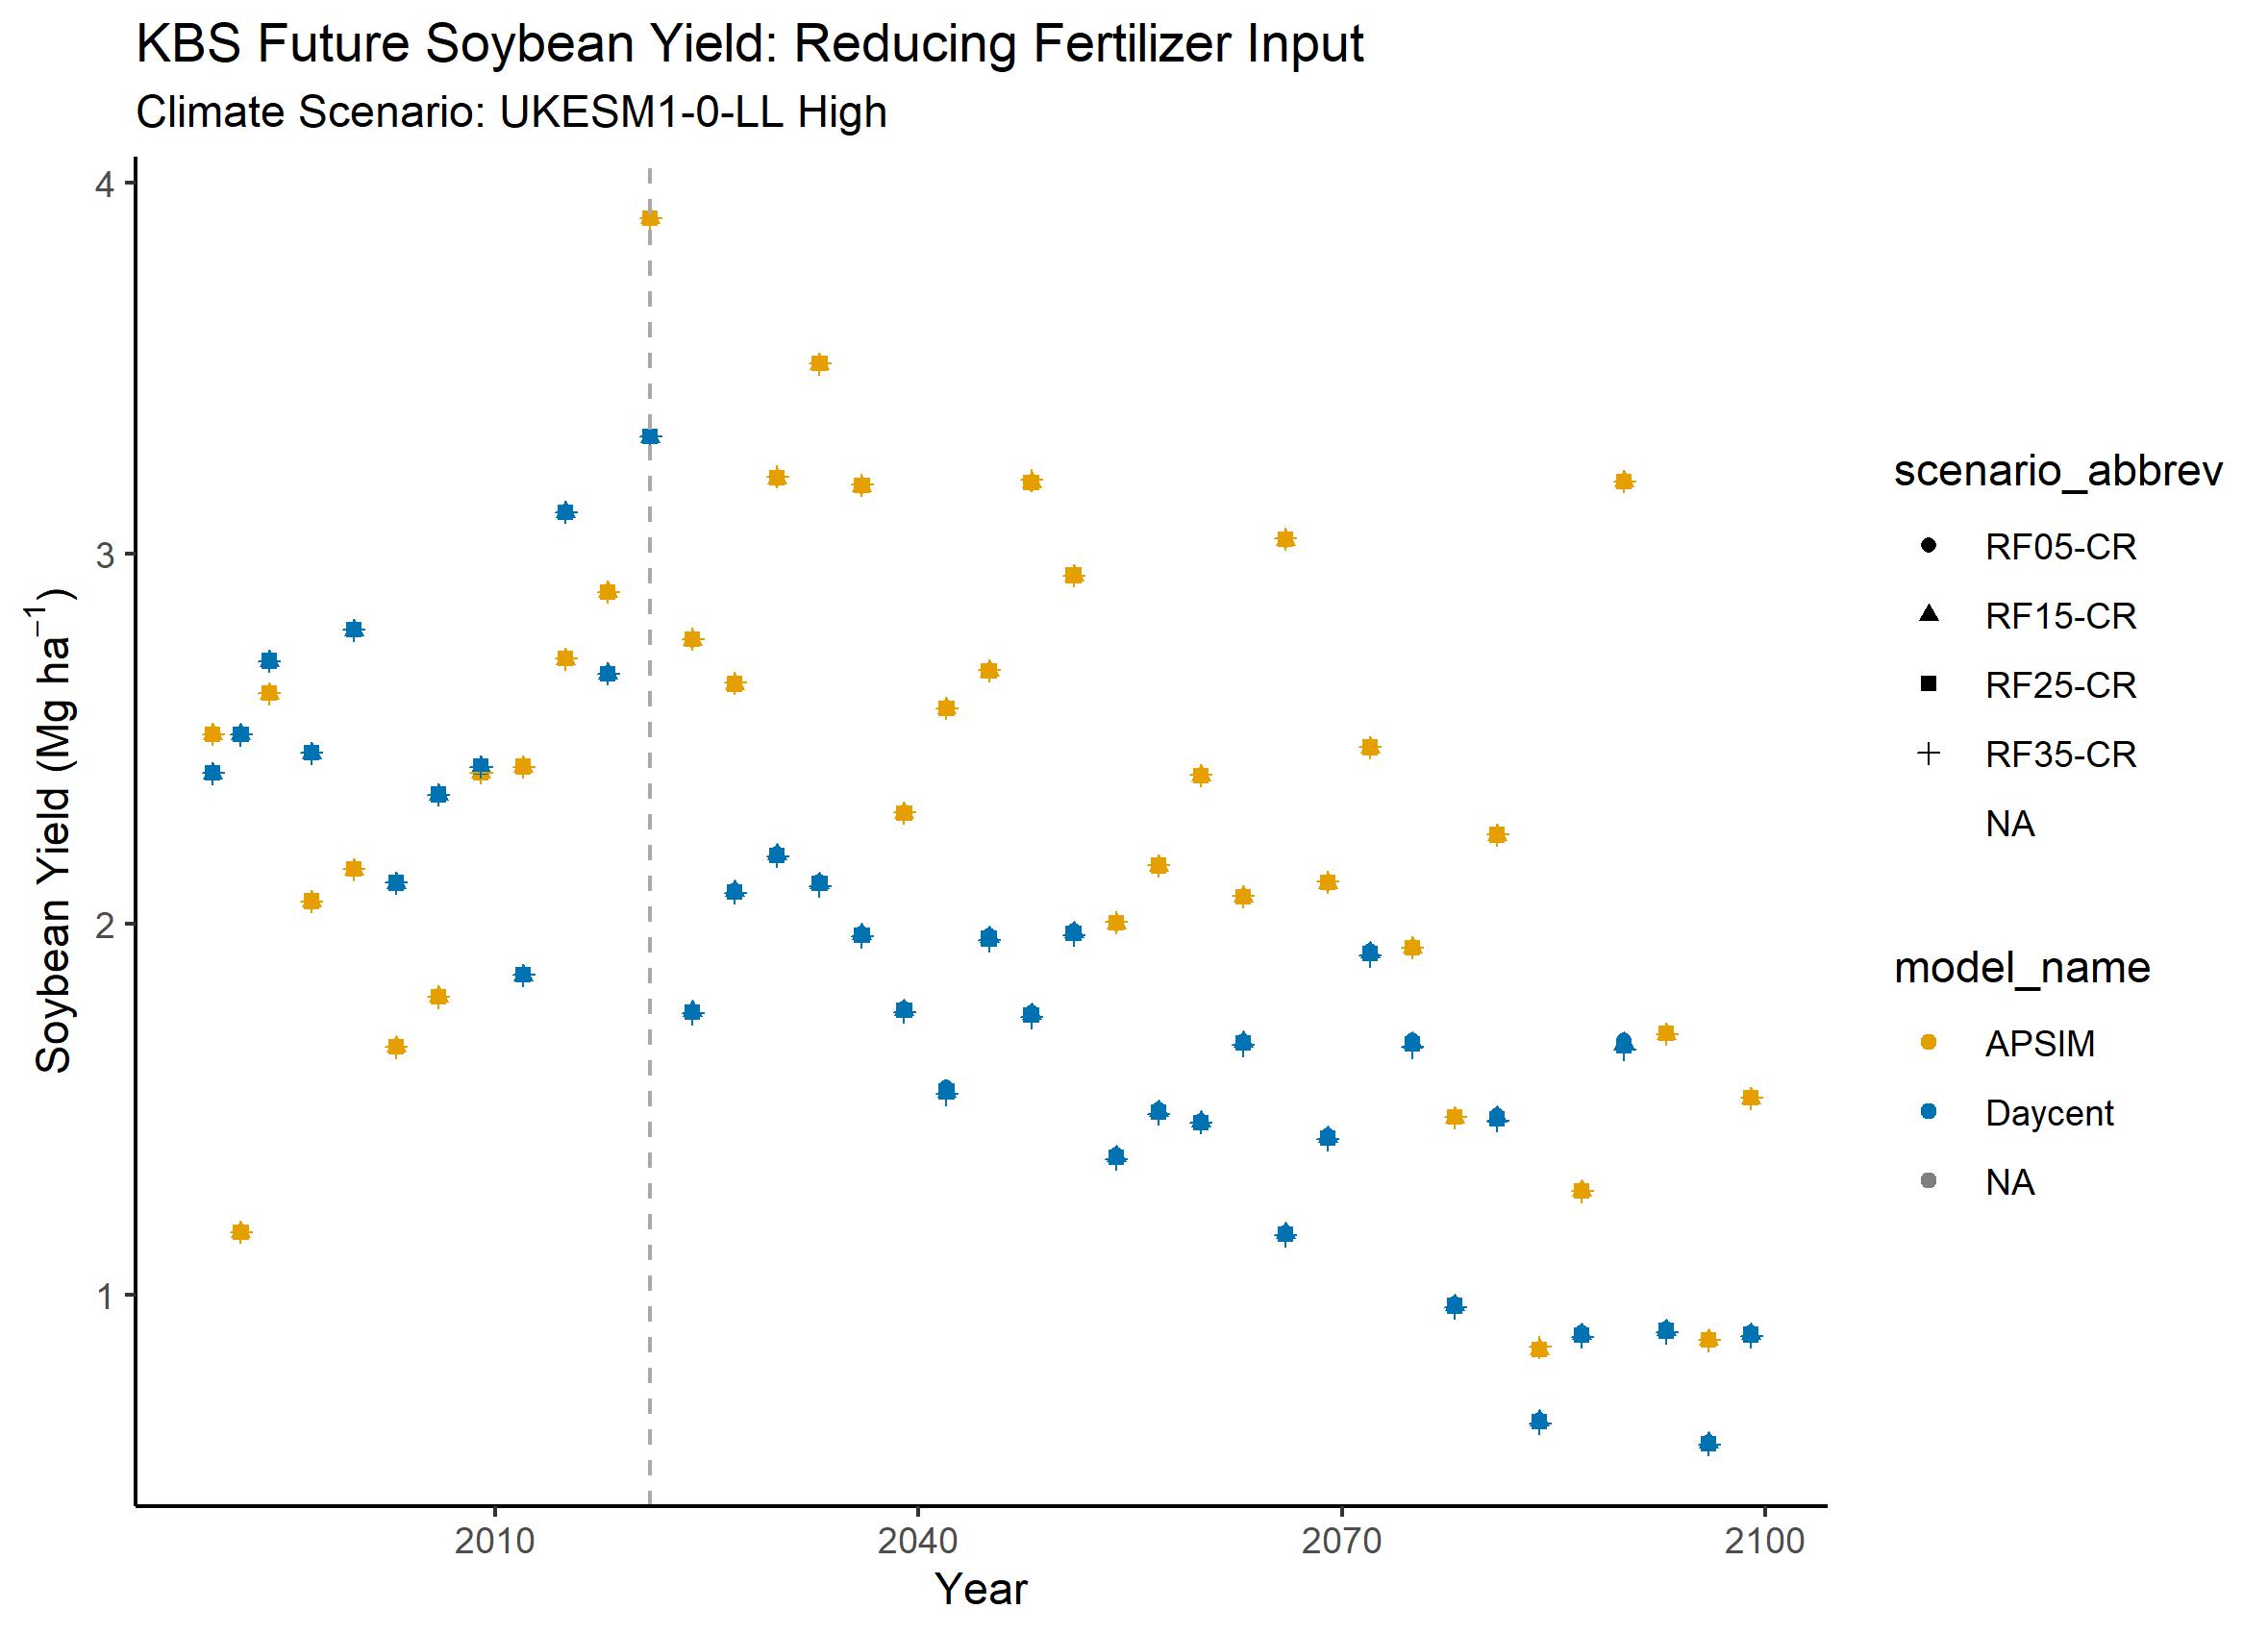 KBS Future Soybean Yield: Reducing Fertilizer Input
Climate Scenario: UKESM1-0-LL High
Soybean Yield (Mg ha⁻¹)
4
3
2
1
2010
2040
2070
2100
Year
scenario_abbrev
RF05-CR
RF15-CR
RF25-CR
RF35-CR
NA
model_name
APSIM
Daycent
NA